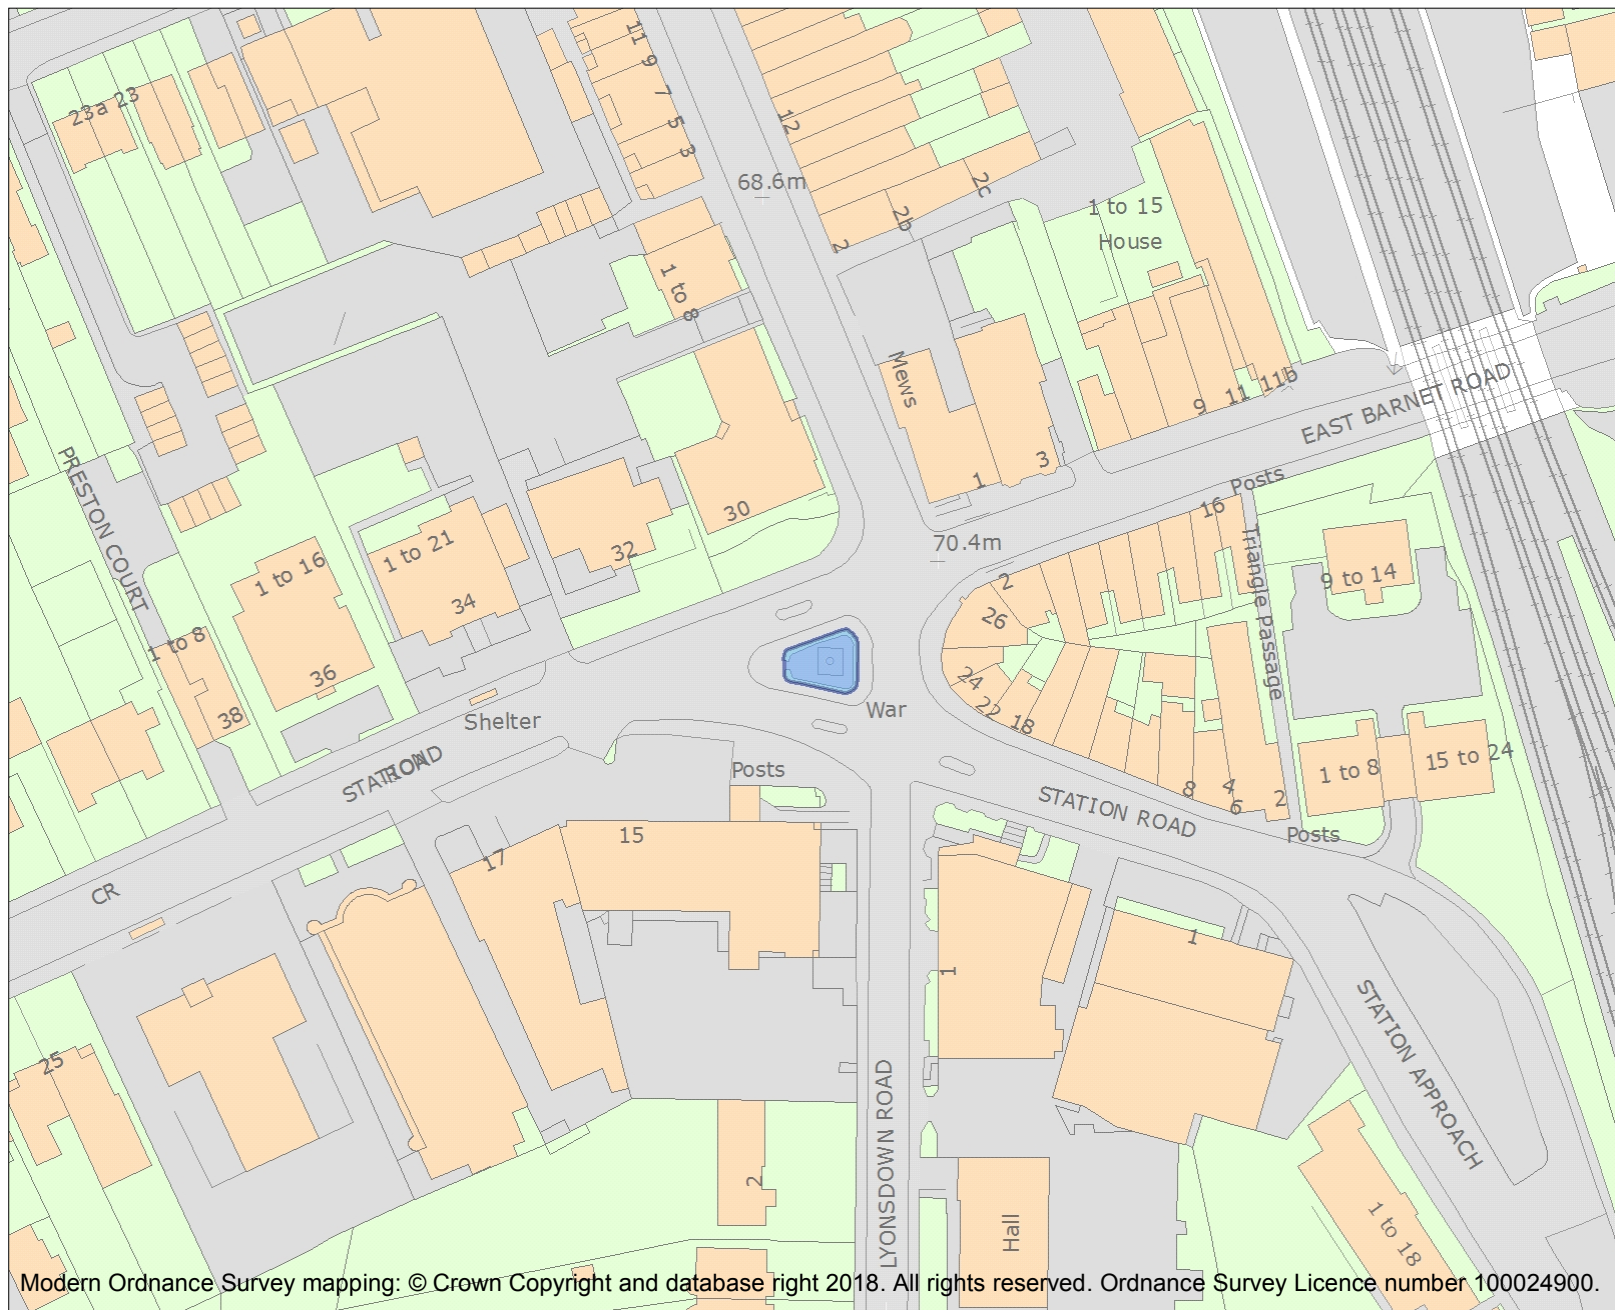 11
9
7
5
3
23a 23
12
68.6m
2c
2b
2
1 to 15
House
1 to 8
Mews
9
11
11b
EAST BARNET ROAD
PRESTON COURT
3
1
Posts
16
30
32
1 to 21
34
70.4m
2
26
Triangle Passage
9 to 14
1 to 16
36
1 to 8
38
24
22
18
War
Shelter
STATION
ROAD
Posts
8
4
6
2
1 to 8
15 to 24
STATION ROAD
Posts
15
17
CR
1
1
STATION APPROACH
25
LYONSDOWN ROAD
2
Hall
1 to 18
Modern Ordnance Survey mapping: © Crown Copyright and database right 2018. All rights reserved. Ordnance Survey Licence number 100024900.